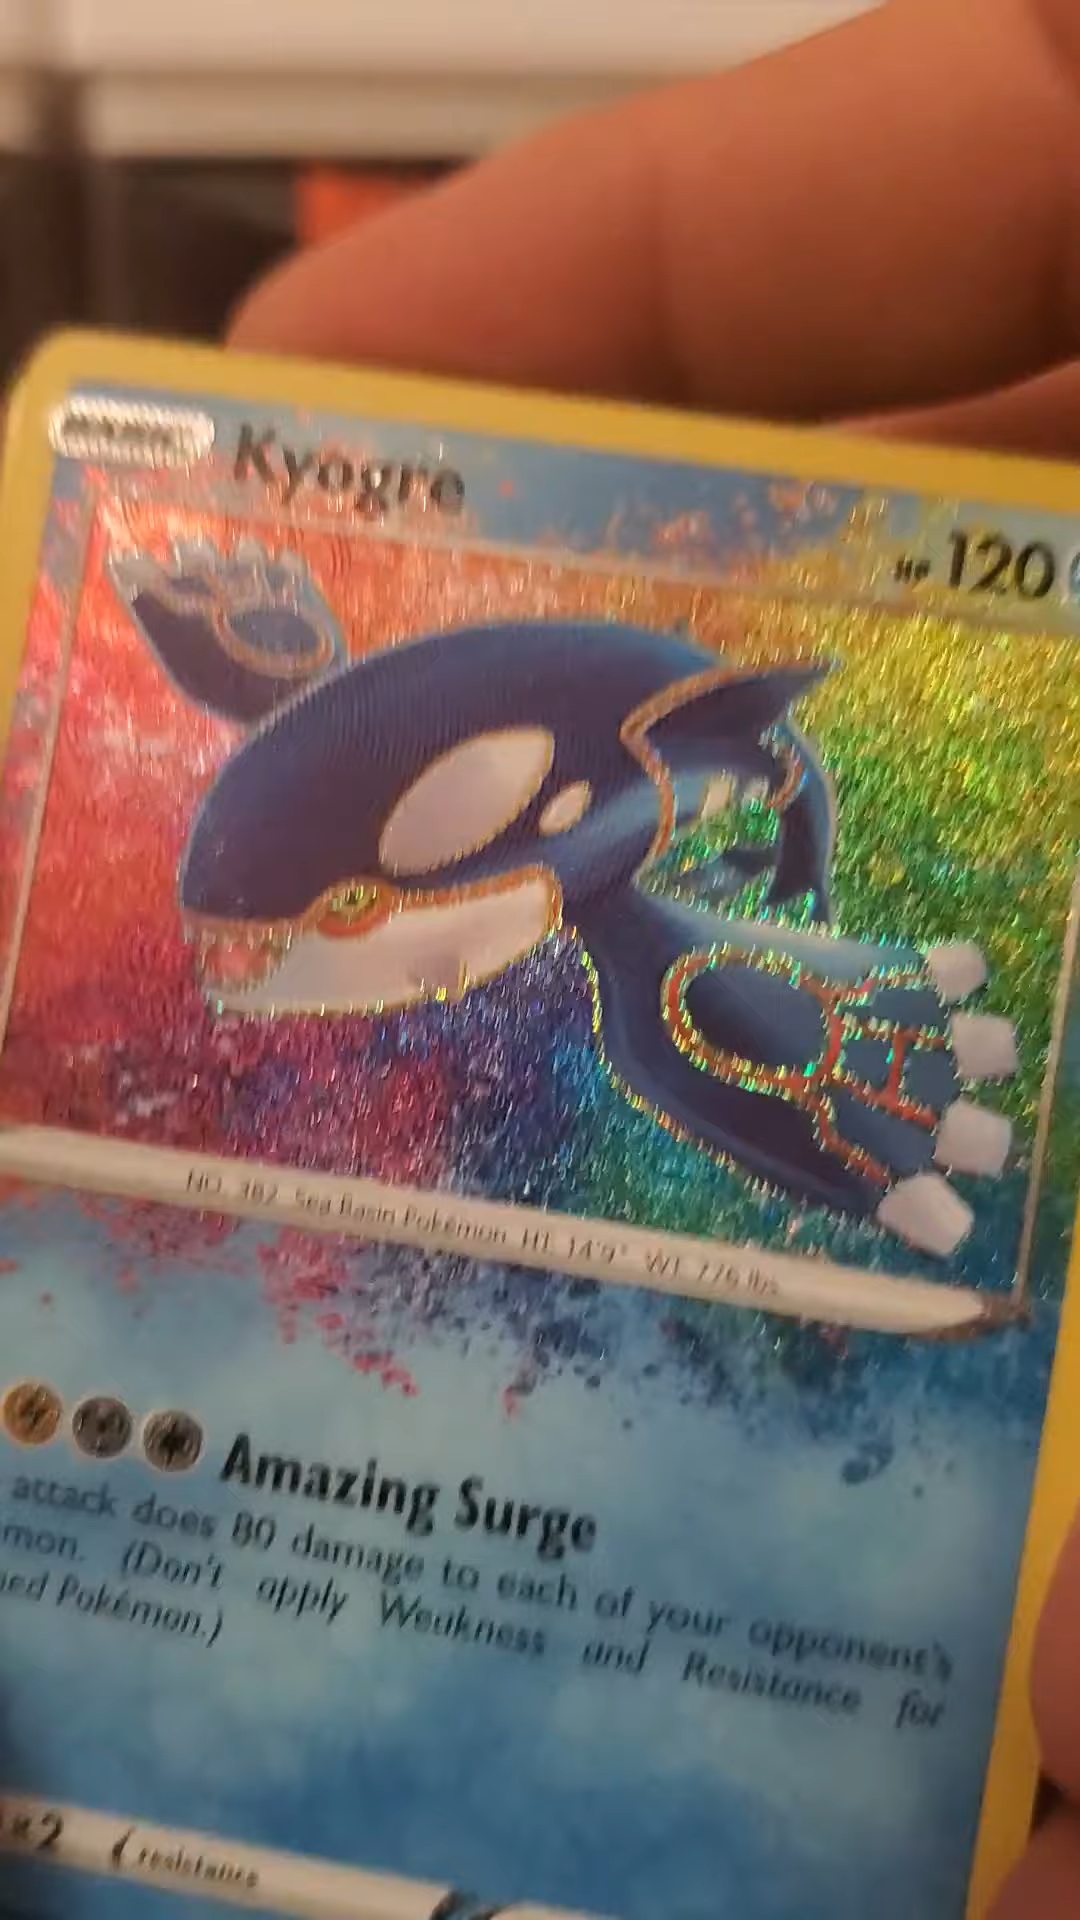 Kyogre
HP 120
NO. 382 Sea Basin Pokémon HT. 14'9" WT. 776 lbs
Amazing Surge
attack does 80 damage to each of your opponent's
mon. (Don't apply Weakness and Resistance for
ed Pokémon.)
×2 resistance